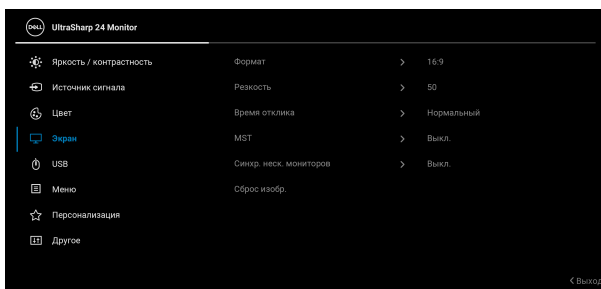 DELL UltraSharp 24 Monitor
Яркость / контрастность Формат 16:9
Источник сигнала Резкость 50
Цвет Время отклика Нормальный
Экран MST Выкл.
USB Синхр. неск. мониторов Выкл.
Меню Сброс изобр.
Персонализация
Другое
Выход